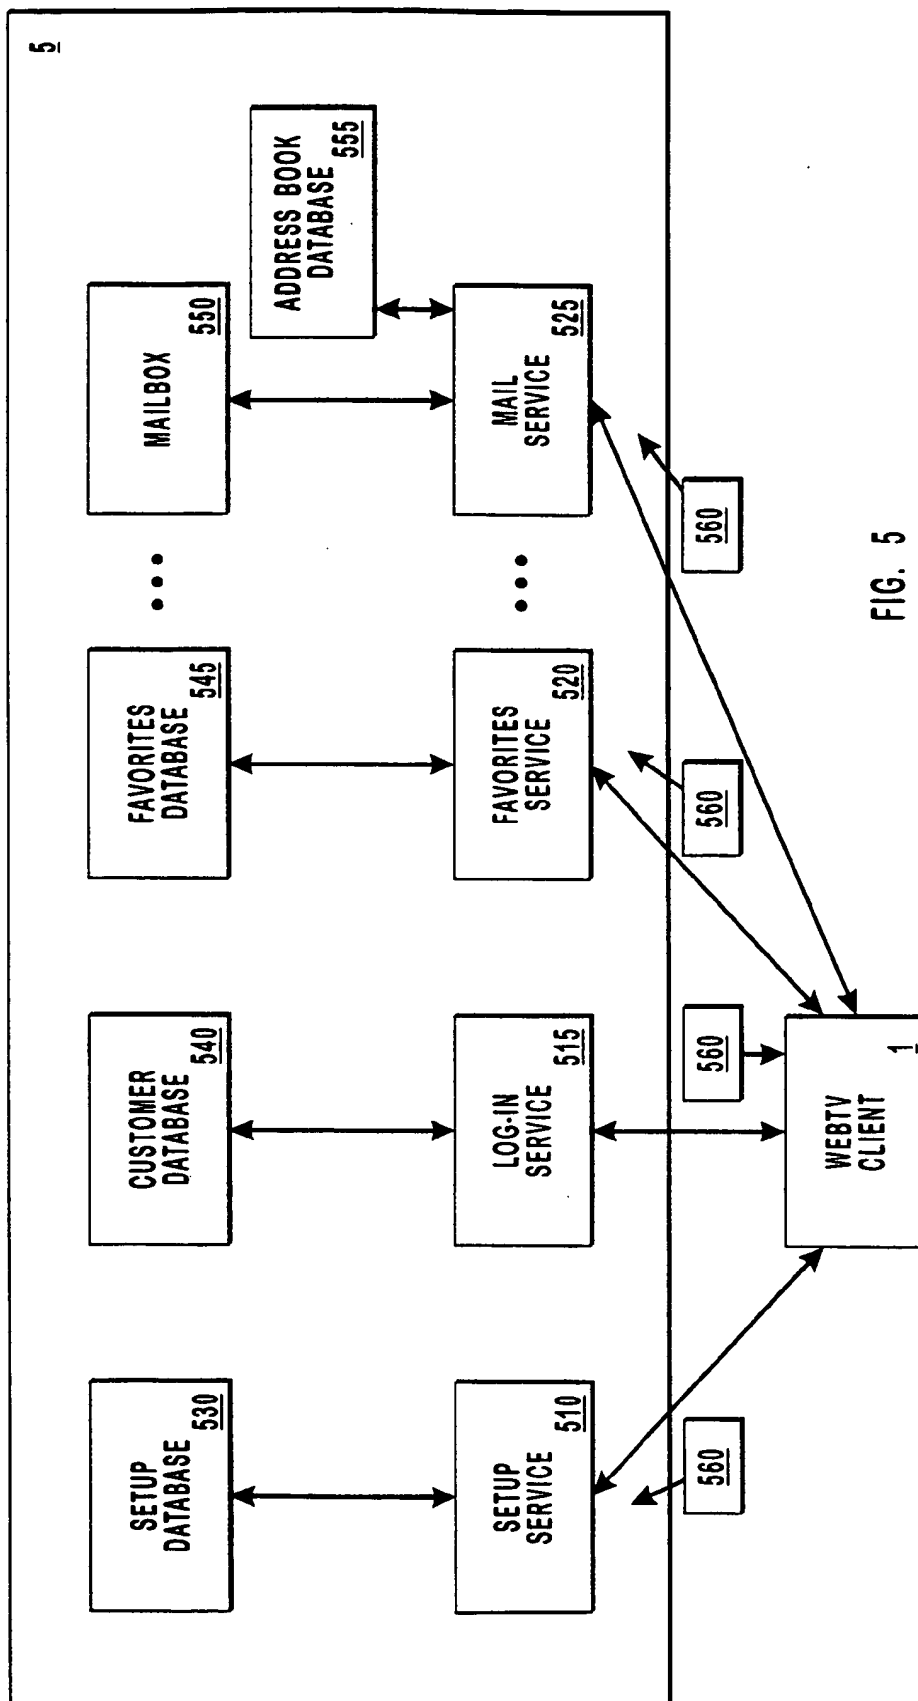 5
SETUP
DATABASE
530
CUSTOMER
DATABASE
540
FAVORITES
DATABASE
545
MAILBOX
550
ADDRESS BOOK
DATABASE
555
SETUP
SERVICE
510
LOG-IN
SERVICE
515
FAVORITES
SERVICE
520
MAIL
SERVICE
525
560
560
560
560
WEBTV
CLIENT
1
FIG. 5